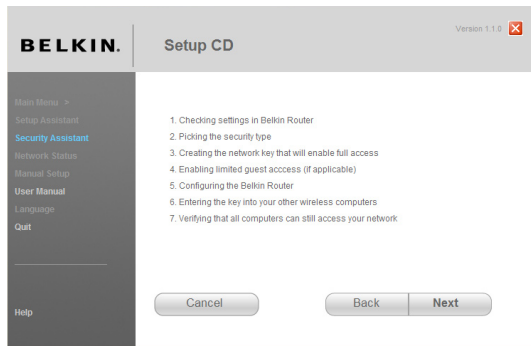 Version 1.1.0
BELKIN.
Setup CD
Main Menu >
Setup Assistant
Security Assistant
Network Status
Manual Setup
User Manual
Language
Quit
Help
1. Checking settings in Belkin Router
2. Picking the security type
3. Creating the network key that will enable full access
4. Enabling limited guest acccess (if applicable)
5. Configuring the Belkin Router
6. Entering the key into your other wireless computers
7. Verifying that all computers can still access your network
Cancel
Back
Next